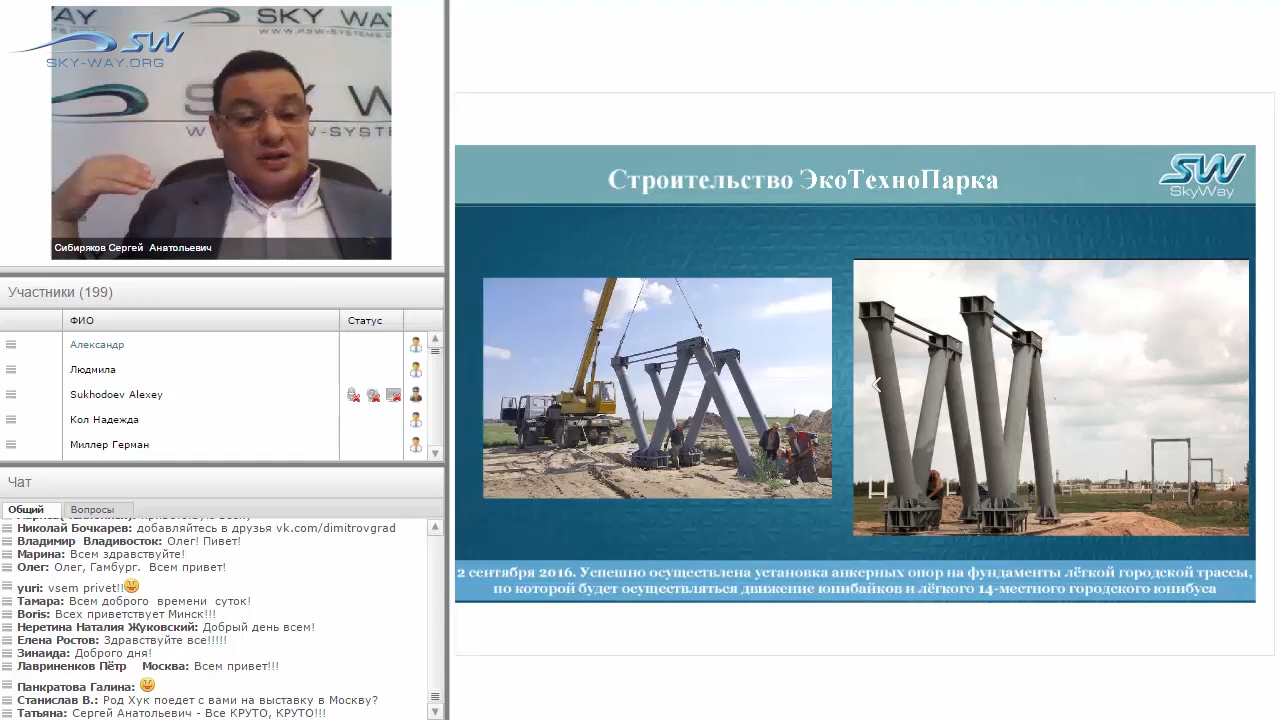 WAY
SKY WAY
SW
SKY-WAY.ORG
SKY W
Сибиряков Сергей Анатольевич
Участники (199)
ФИО
Статус
Александр
Людмила
Sukhodoev Alexey
Кол Надежда
Миллер Герман
Чат
Общий
Вопросы
Николай Бочкарев: добавляйтесь в друзья vk.com/dimitrovgrad
Владимир Владивосток: Олег! Пивет!
Марина: Всем здравствуйте!
Олег: Олег, Гамбург. Всем привет!
yuri: vsem privet!!
Тамара: Всем доброго времени суток!
Boris: Всех приветствует Минск!!!
Неретина Наталия Жуковский: Добрый день всем!
Елена Ростов: Здравствуйте все!!!!!
Зинаида: Доброго дня!
Лавриненков Пётр Москва: Всем привет!!!
Панкратова Галина:
Станислав В.: Род Хук поедет с вами на выставку в Москву?
Татьяна: Сергей Анатольевич - Все КРУТО, КРУТО!!!
Строительство ЭкоТехноПарка
SW
SkyWay
2 сентября 2016. Успешно осуществлена установка анкерных опор на фундаменты лёгкой городской трассы,
по которой будет осуществляться движение юнибайков и лёгкого 14-местного городского юнибуса